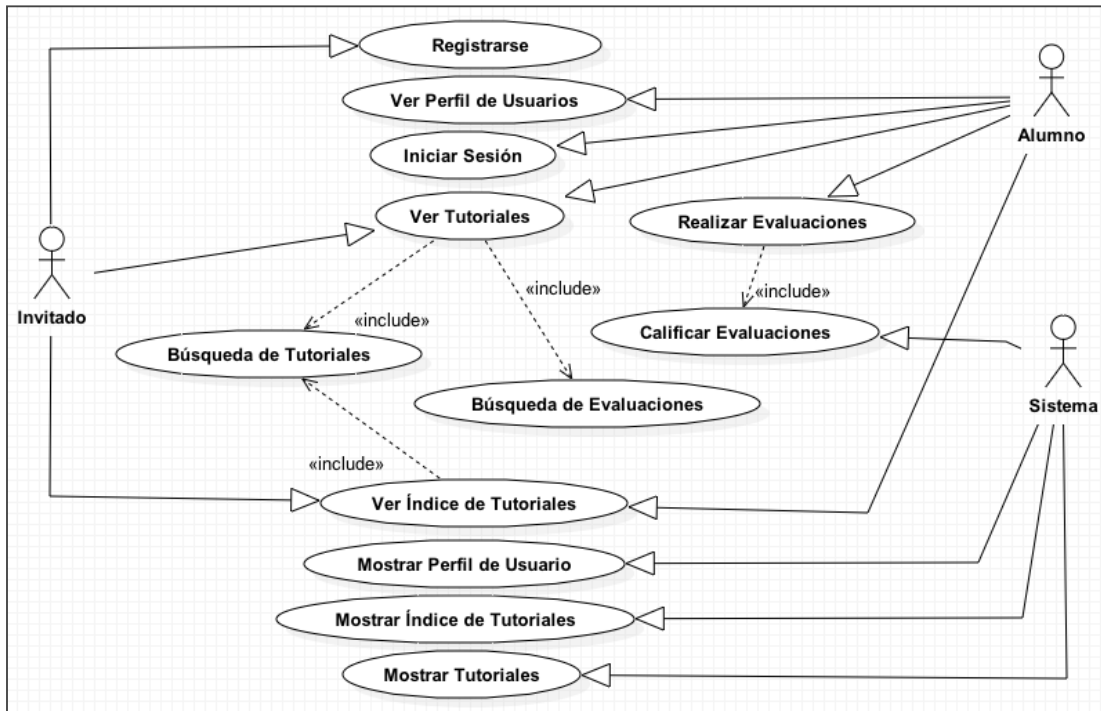 Registrarse
Ver Perfil de Usuarios
Alumno
Iniciar Sesión
Ver Tutoriales
Realizar Evaluaciones
«include»
«include»
Invitado
«include»
Calificar Evaluaciones
Búsqueda de Tutoriales
Búsqueda de Evaluaciones
Sistema
«include»
Ver Índice de Tutoriales
Mostrar Perfil de Usuario
Mostrar Índice de Tutoriales
Mostrar Tutoriales